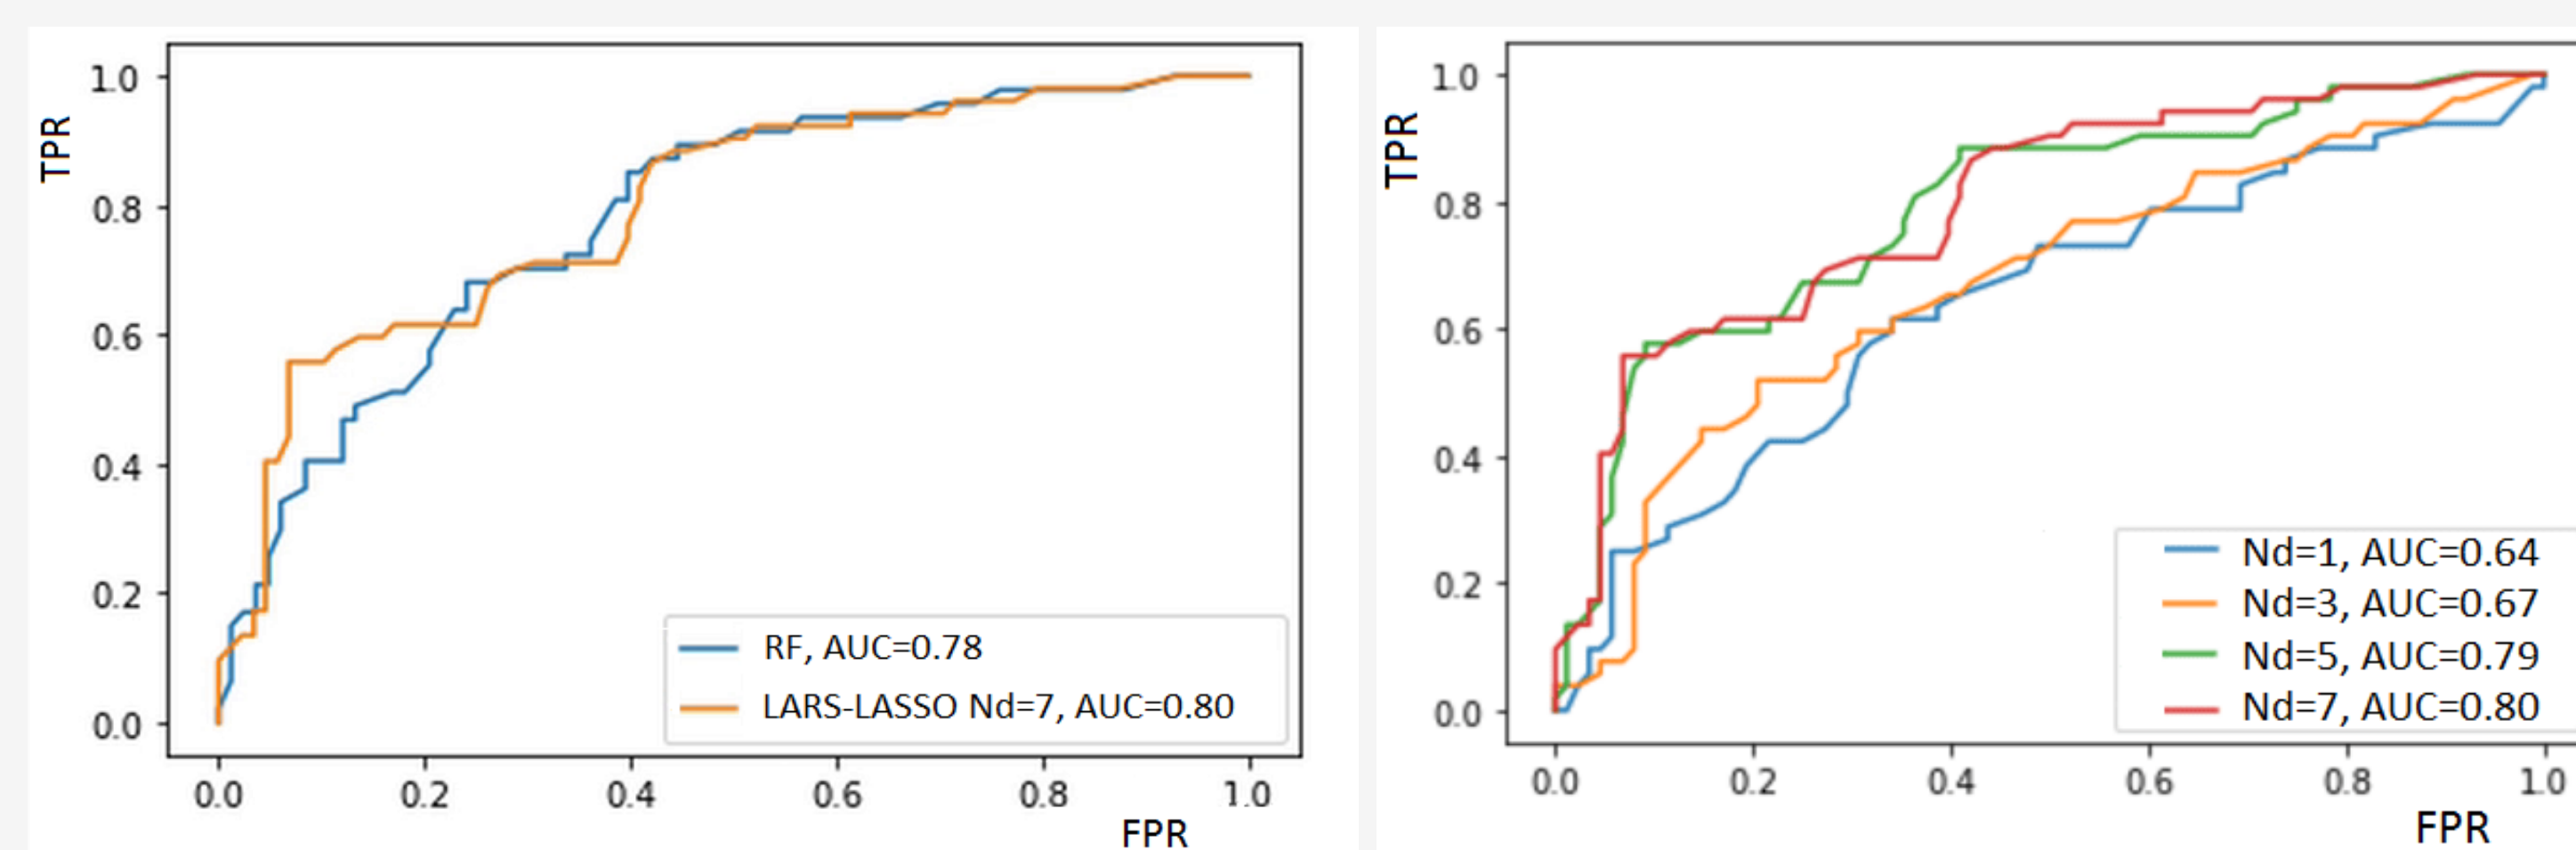 TPR
1.0
0.8
0.6
0.4
0.2
0.0
RF, AUC=0.78
LARS-LASSO Nd=7, AUC=0.80
0.0 0.2 0.4 0.6 0.8 1.0
FPR
TPR
1.0
0.8
0.6
0.4
0.2
0.0
Nd=1, AUC=0.64
Nd=3, AUC=0.67
Nd=5, AUC=0.79
Nd=7, AUC=0.80
0.0 0.2 0.4 0.6 0.8 1.0
FPR